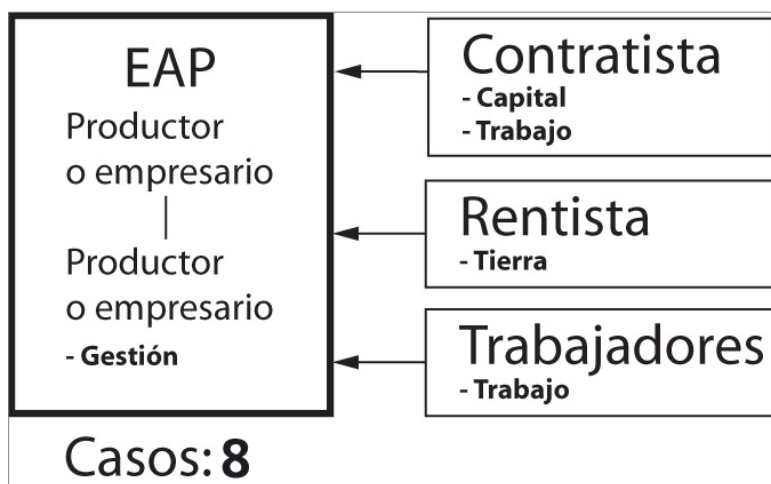 EAP
Productor
o empresario
Productor
o empresario
- Gestión
Contratista
- Capital
- Trabajo
Rentista
- Tierra
Trabajadores
- Trabajo
Casos: 8